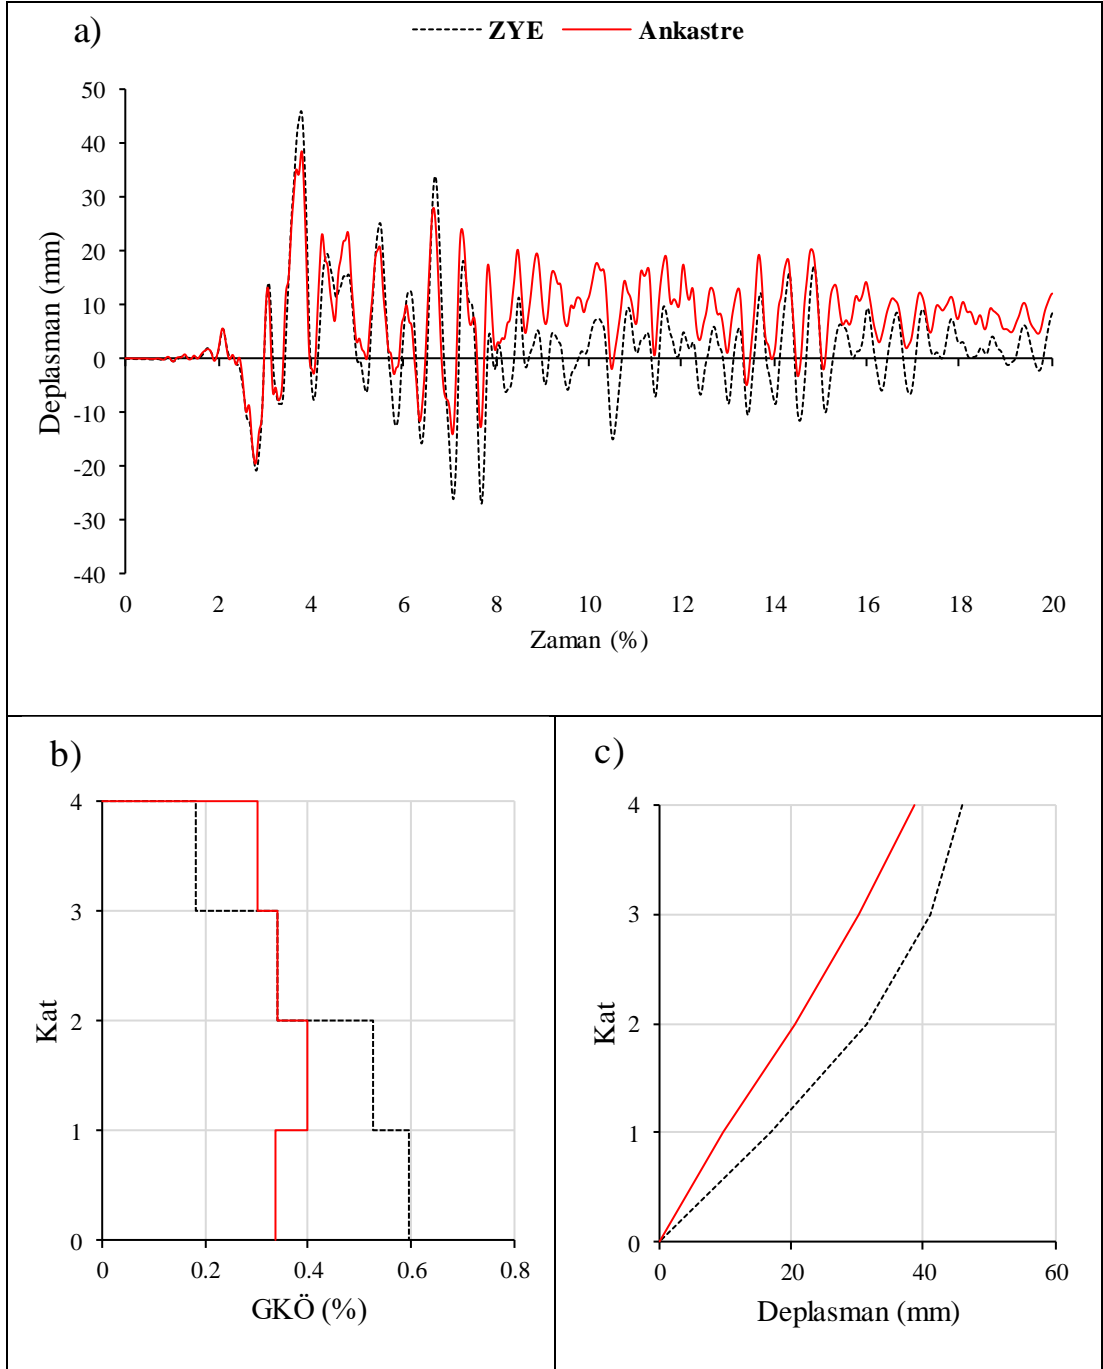 a)
ZYE Ankastre
50
40
30
20
10
0
-10
-20
-30
-40
Deplasman (mm)
0 2 4 6 8 10 12 14 16 18 20
Zaman (%)
b)
4
3
2
1
0
Kat
0 0.2 0.4 0.6 0.8
GKÖ (%)
c)
4
3
2
1
0
Kat
0 20 40 60
Deplasman (mm)